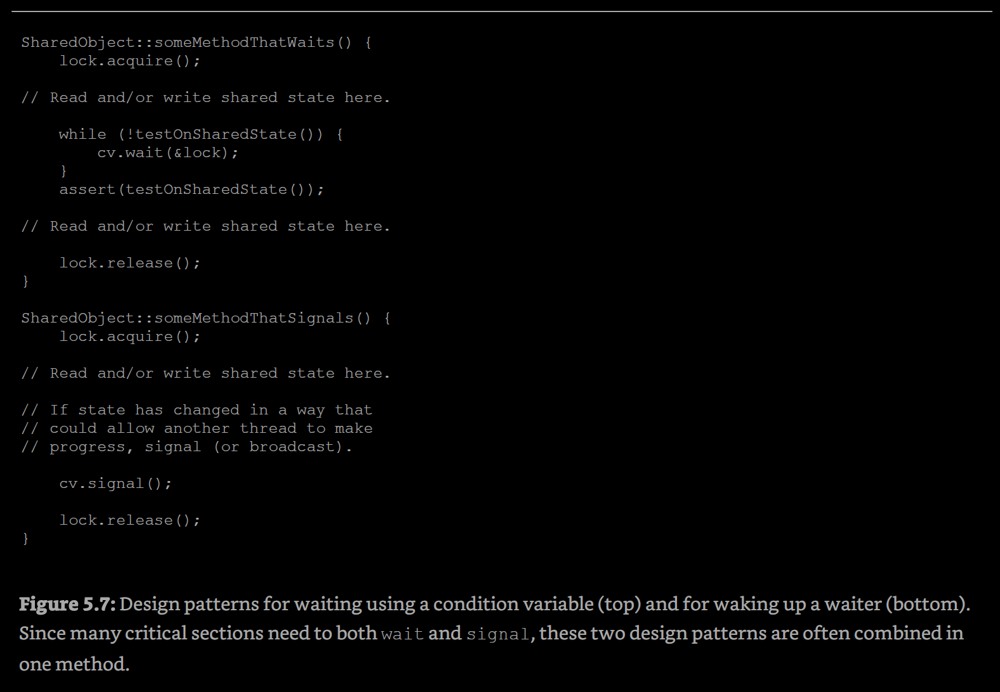 SharedObject::someMethodThatWaits() {
    lock.acquire();
// Read and/or write shared state here.
    while (!testOnSharedState()) {
        cv.wait(&lock);
    }
    assert(testOnSharedState());
// Read and/or write shared state here.
    lock.release();
}
SharedObject::someMethodThatSignals() {
    lock.acquire();
// Read and/or write shared state here.
// If state has changed in a way that
// could allow another thread to make
// progress, signal (or broadcast).
    cv.signal();
    lock.release();
}
Figure 5.7: Design patterns for waiting using a condition variable (top) and for waking up a waiter (bottom).
Since many critical sections need to both wait and signal, these two design patterns are often combined in
one method.